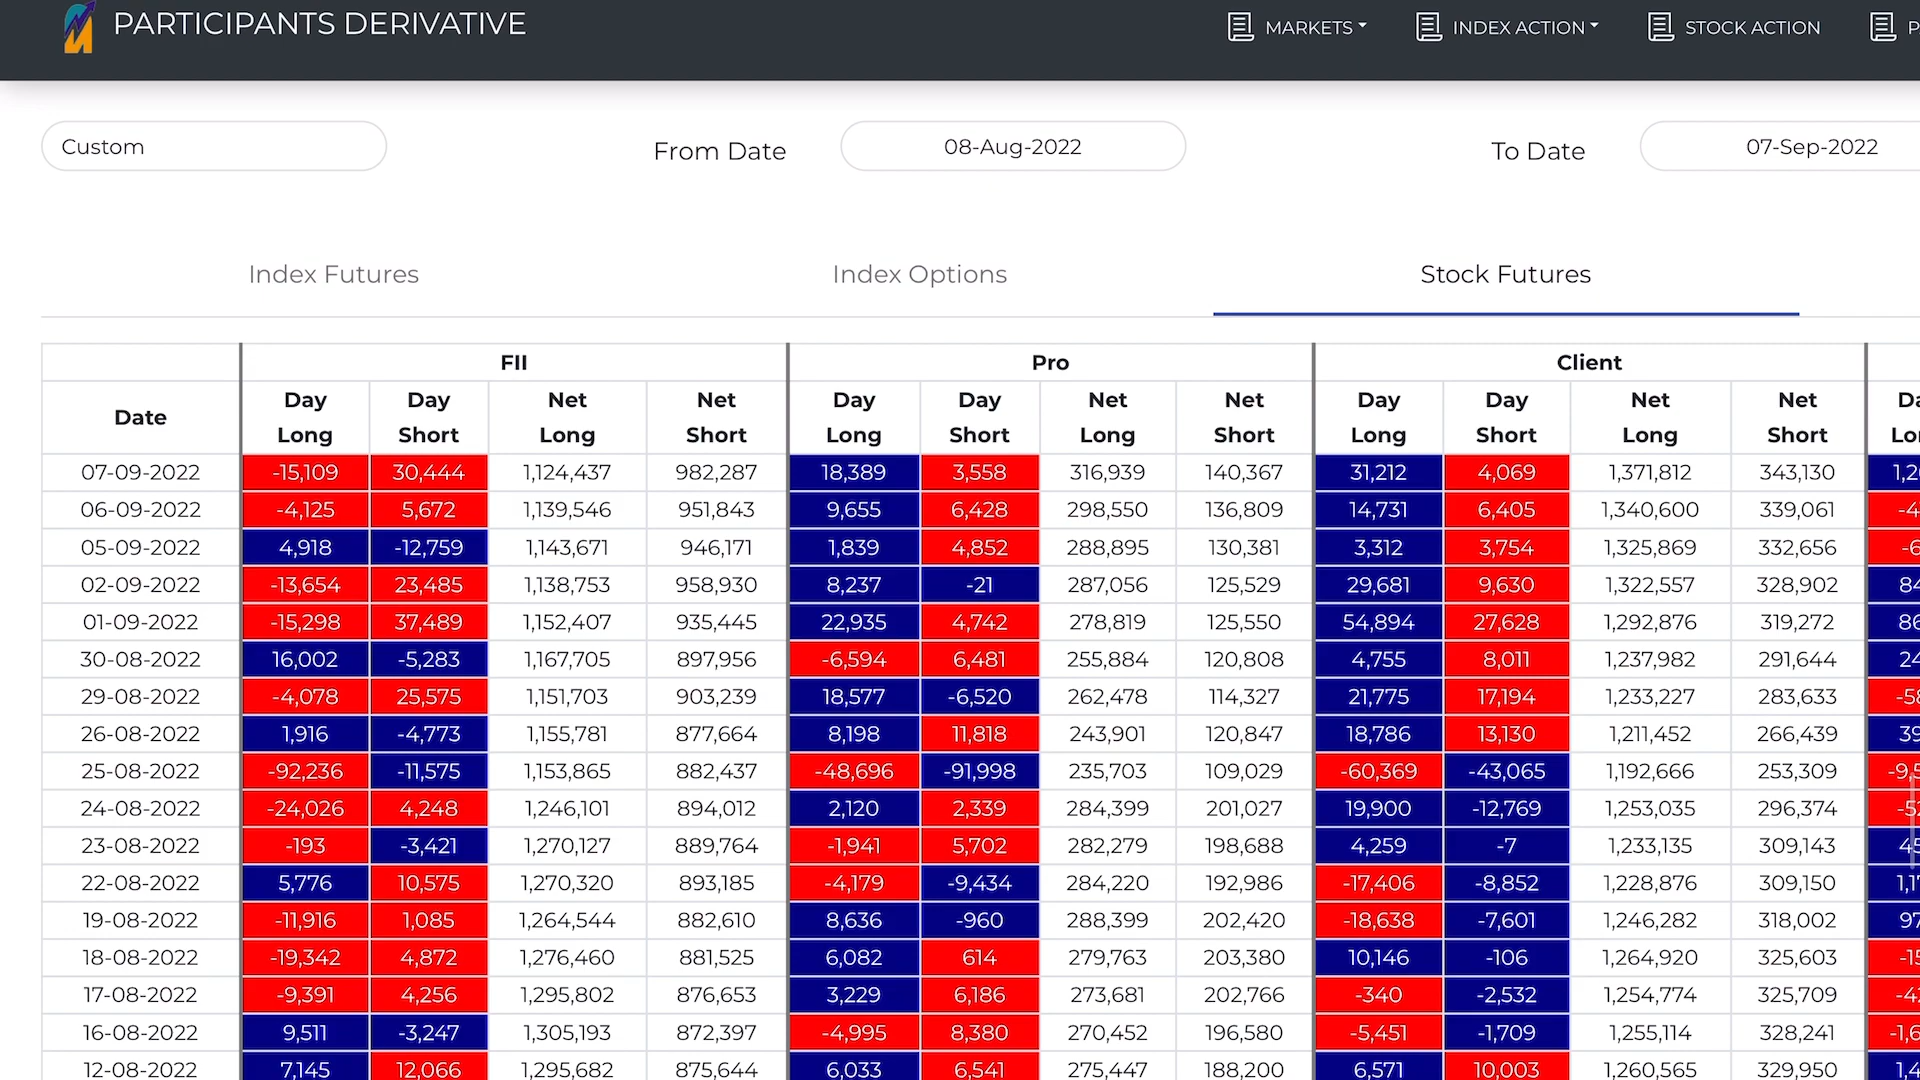 PARTICIPANTS DERIVATIVE
MARKETS INDEX ACTION STOCK ACTION
Custom From Date 08-Aug-2022 To Date 07-Sep-2022
Index Futures Index Options Stock Futures
FII Pro Client
Date Day Long Day Short Net Long Net Short Day Long Day Short Net Long Net Short Day Long Day Short Net Long Net Short
07-09-2022 -15,109 30,444 1,124,437 982,287 18,389 3,558 316,939 140,367 31,212 4,069 1,371,812 343,130
06-09-2022 -4,125 5,672 1,139,546 951,843 9,655 6,428 298,550 136,809 14,731 6,405 1,340,600 339,061
05-09-2022 4,918 -12,759 1,143,671 946,171 1,839 4,852 288,895 130,381 3,312 3,754 1,325,869 332,656
02-09-2022 -13,654 23,485 1,138,753 958,930 8,237 -21 287,056 125,529 29,681 9,630 1,322,557 328,902
01-09-2022 -15,298 37,489 1,152,407 935,445 22,935 4,742 278,819 125,550 54,894 27,628 1,292,876 319,272
30-08-2022 16,002 -5,283 1,167,705 897,956 -6,594 6,481 255,884 120,808 4,755 8,011 1,237,982 291,644
29-08-2022 -4,078 25,575 1,151,703 903,239 18,577 -6,520 262,478 114,327 21,775 17,194 1,233,227 283,633
26-08-2022 1,916 -4,773 1,155,781 877,664 8,198 11,818 243,901 120,847 18,786 13,130 1,211,452 266,439
25-08-2022 -92,236 -11,575 1,153,865 882,437 -48,696 -91,998 235,703 109,029 -60,369 -43,065 1,192,666 253,309
24-08-2022 -24,026 4,248 1,246,101 894,012 2,120 2,339 284,399 201,027 19,900 -12,769 1,253,035 296,374
23-08-2022 -193 -3,421 1,270,127 889,764 -1,941 5,702 282,279 198,688 4,259 -7 1,233,135 309,143
22-08-2022 5,776 10,575 1,270,320 893,185 -4,179 -9,434 284,220 192,986 -17,406 -8,852 1,228,876 309,150
19-08-2022 -11,916 1,085 1,264,544 882,610 8,636 -960 288,399 202,420 -18,638 -7,601 1,246,282 318,002
18-08-2022 -19,342 4,872 1,276,460 881,525 6,082 614 279,763 203,380 10,146 -106 1,264,920 325,603
17-08-2022 -9,391 4,256 1,295,802 876,653 3,229 6,186 273,681 202,766 -340 -2,532 1,254,774 325,709
16-08-2022 9,511 -3,247 1,305,193 872,397 -4,995 8,380 270,452 196,580 -5,451 -1,709 1,255,114 328,241
12-08-2022 7,145 12,066 1,295,682 875,644 6,033 6,541 275,447 188,200 6,571 10,003 1,260,565 329,950